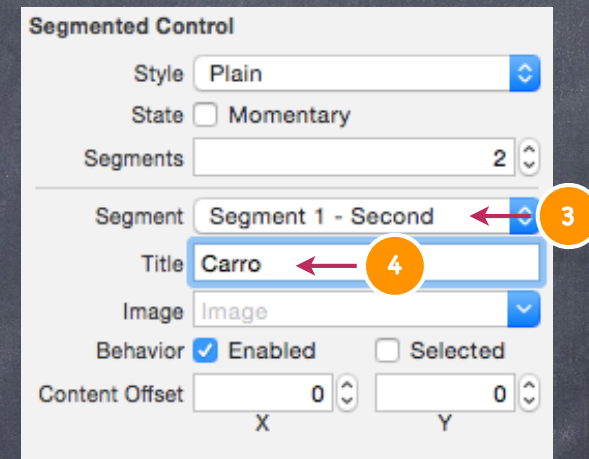 Segmented Control
Style Plain
State Momentary
Segments 2
Segment Segment 1 - Second 3
Title Carro 4
Image Image
Behavior Enabled Selected
Content Offset 0 0
X Y